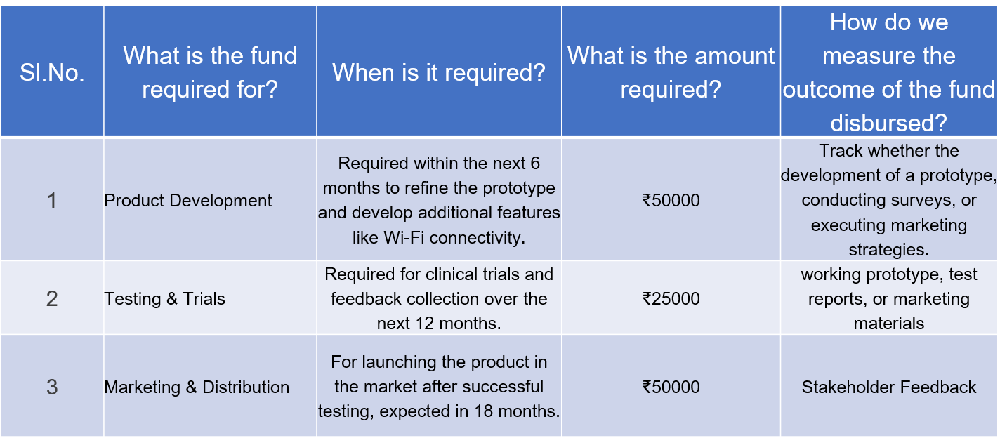 Sl.No.
What is the fund
required for?
When is it required?
What is the amount
required?
How do we
measure the
outcome of the fund
disbursed?
1
Product Development
Required within the next 6
months to refine the prototype
and develop additional features
like Wi-Fi connectivity.
₹50000
Track whether the
development of a prototype,
conducting surveys, or
executing marketing
strategies.
2
Testing & Trials
Required for clinical trials and
feedback collection over the
next 12 months.
₹25000
working prototype, test
reports, or marketing
materials
3
Marketing & Distribution
For launching the product in
the market after successful
testing, expected in 18 months.
₹50000
Stakeholder Feedback